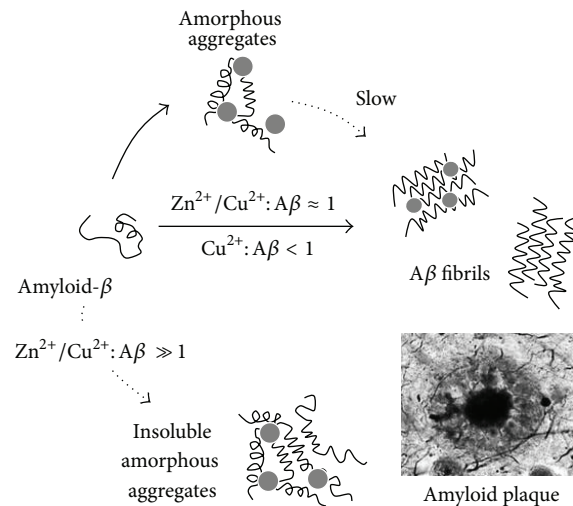 Amorphous
aggregates
Slow
Zn²⁺/Cu²⁺: Aβ ≈ 1
Cu²⁺: Aβ < 1
Amyloid-β
Aβ fibrils
Zn²⁺/Cu²⁺: Aβ ≫ 1
Insoluble
amorphous
aggregates
Amyloid plaque